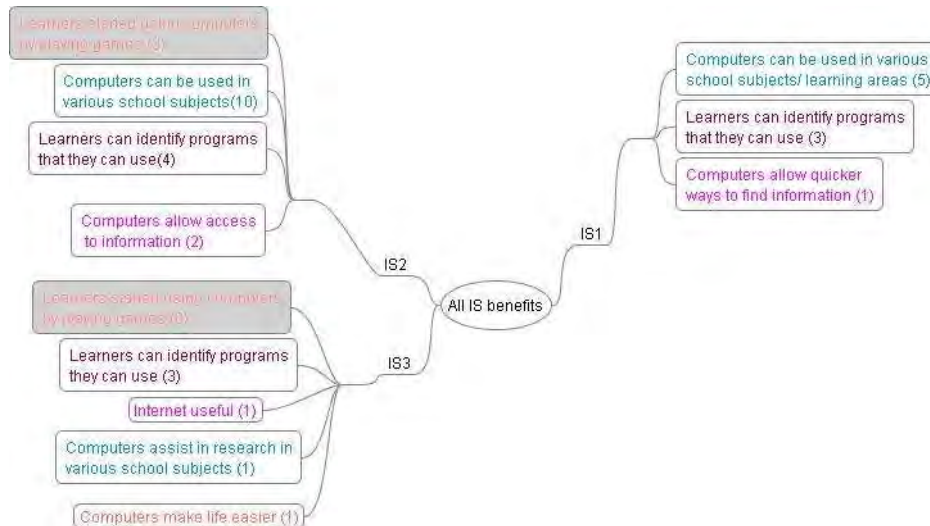 Learners started using computers
by playing games (3)
Computers can be used in
various school subjects(10)
Learners can identify programs
that they can use(4)
Computers allow access
to information (2)
IS2
Learners started using computers
by playing games
Learners can identify programs
they can use (3)
Internet useful (1)
Computers assist in research in
various school subjects (1)
Computers make life easier (1)
IS3
All IS benefits
IS1
Computers can be used in various
school subjects/ learning areas (5)
Learners can identify programs
that they can use (3)
Computers allow quicker
ways to find information (1)